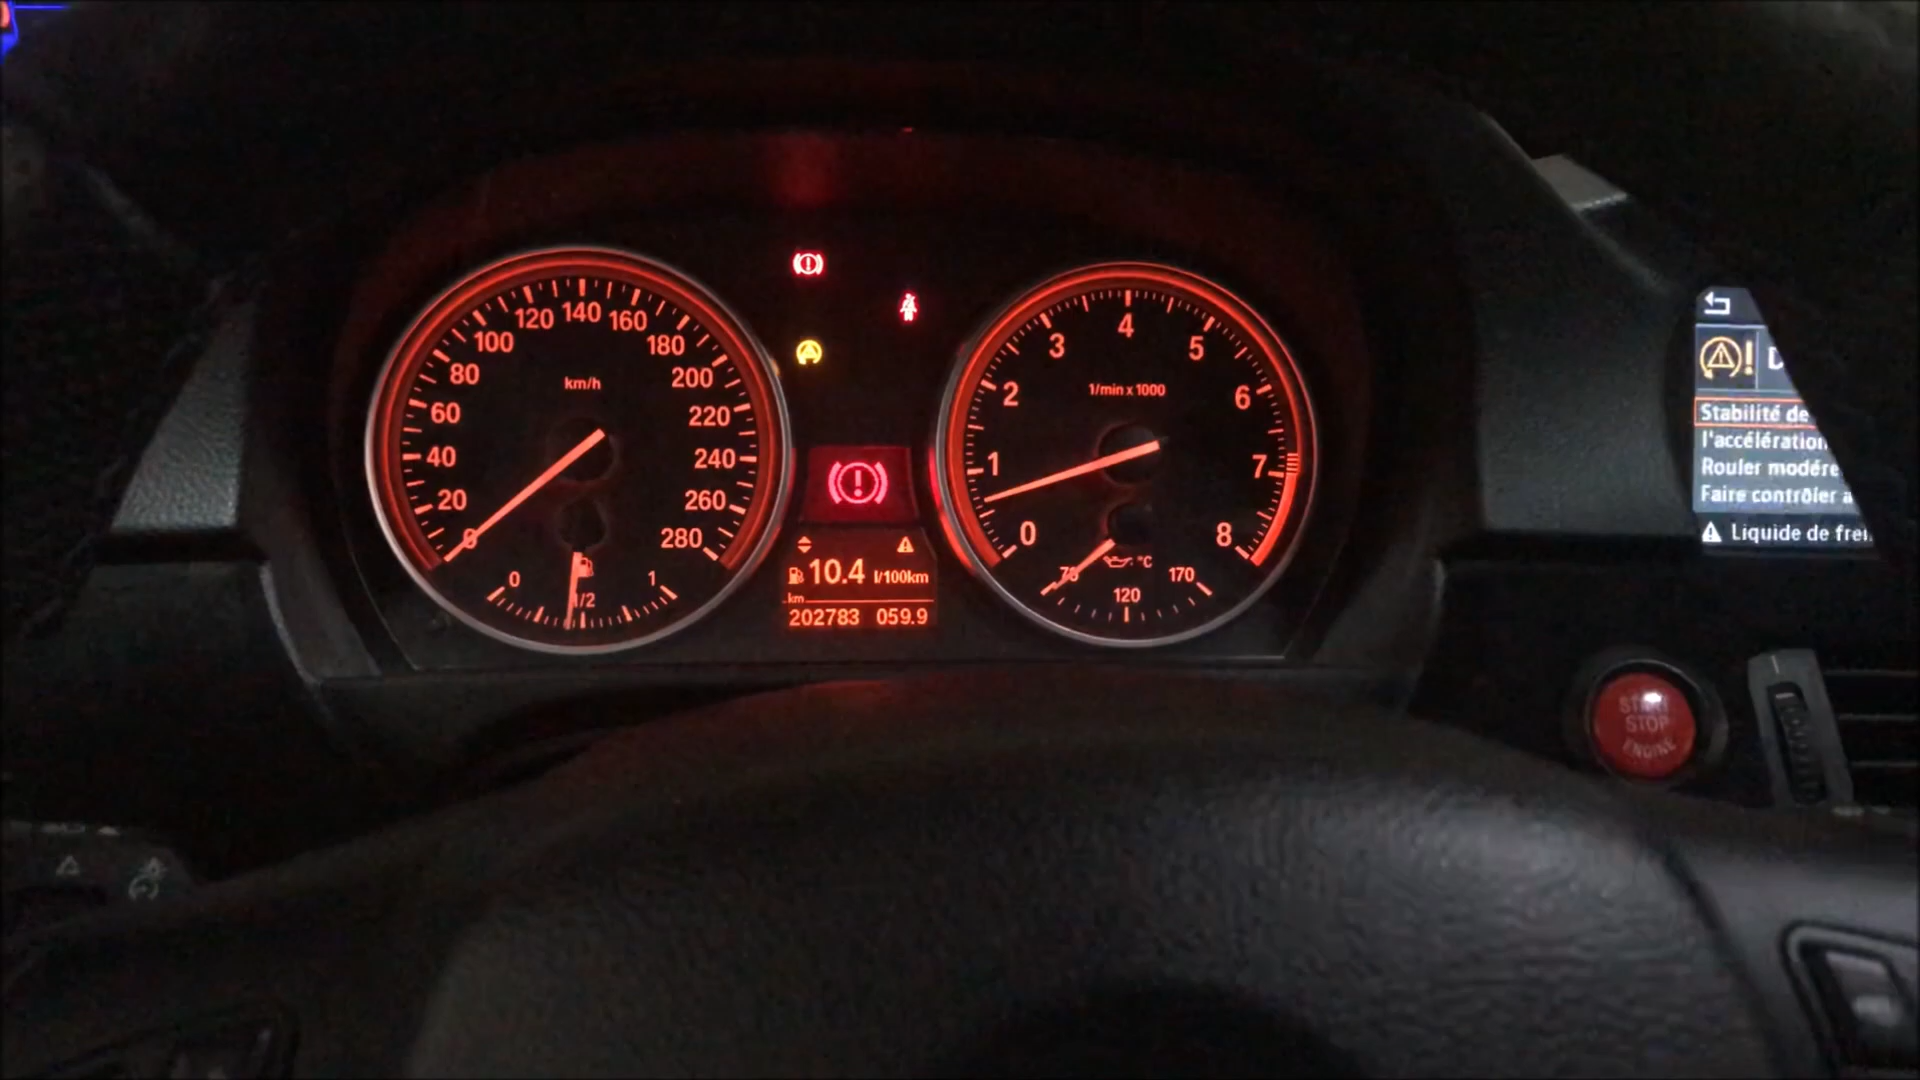 km/h
0
20
40
60
80
100
120
140
160
180
200
220
240
260
280
0
1/2
1
10.4 l/100km
km
202783 059.9
1/min x 1000
0
1
2
3
4
5
6
7
8
°C
70
120
170
Stabilité de
l'accélération
Rouler modéré
Faire contrôler a
Liquide de frei
START
STOP
ENGINE